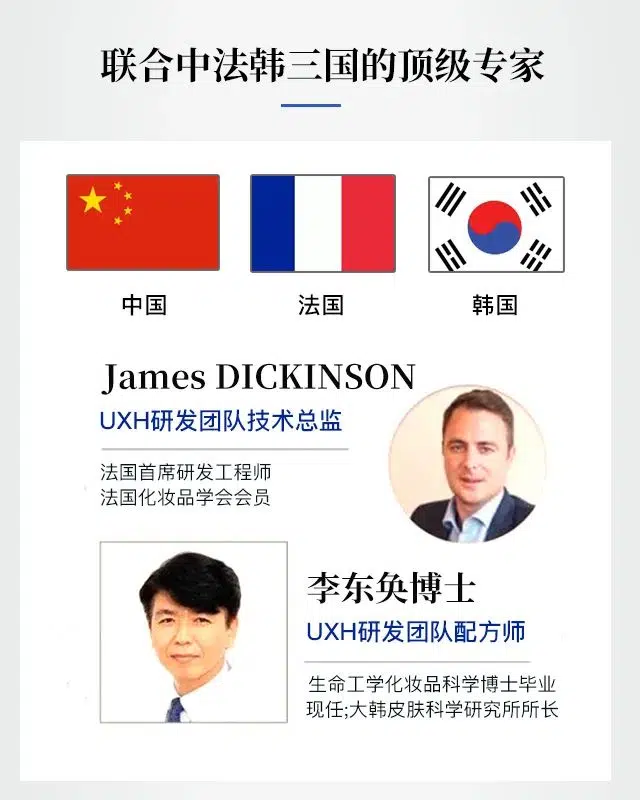 联合中法韩三国的顶级专家
中国
法国
韩国
James DICKINSON
UXH研发团队技术总监
法国首席研发工程师
法国化妆品学会会员
李东奂博士
UXH研发团队配方师
生命工学化妆品科学博士毕业
现任;大韩皮肤科学研究所所长